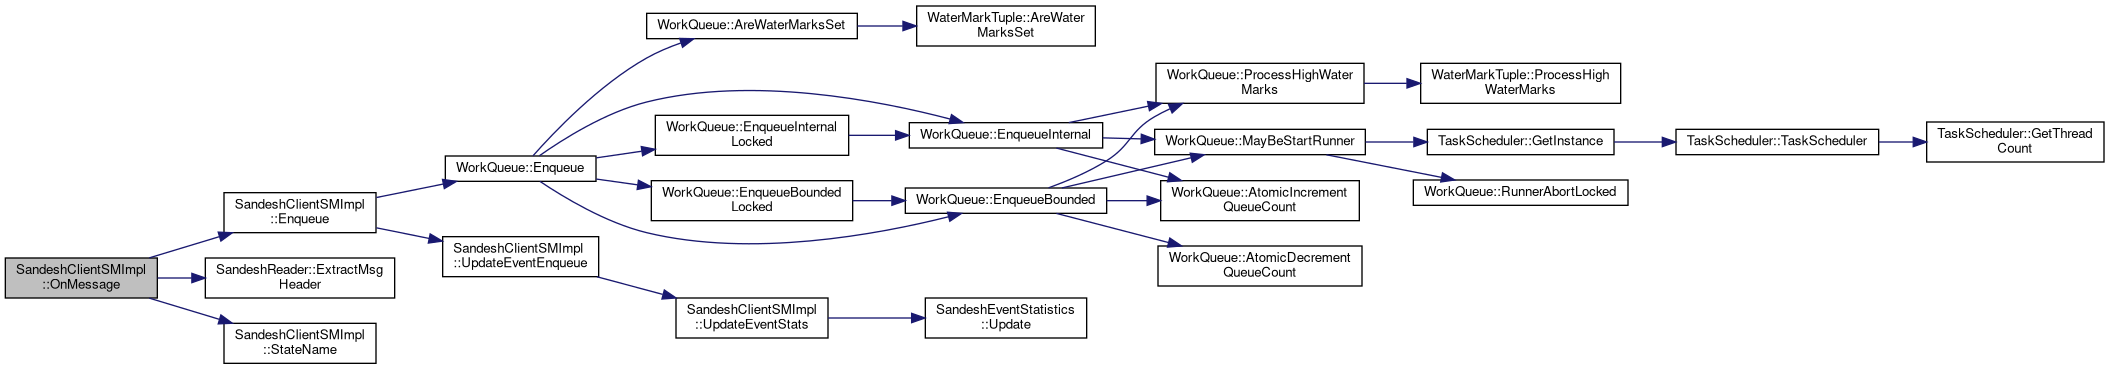 SandeshClientSMImpl
::OnMessage
SandeshClientSMImpl
::Enqueue
SandeshReader::ExtractMsg
Header
SandeshClientSMImpl
::StateName
WorkQueue::Enqueue
SandeshClientSMImpl
::UpdateEventEnqueue
WorkQueue::AreWaterMarksSet
WorkQueue::EnqueueInternal
Locked
WorkQueue::EnqueueBounded
Locked
SandeshClientSMImpl
::UpdateEventStats
WaterMarkTuple::AreWater
MarksSet
WorkQueue::EnqueueInternal
WorkQueue::EnqueueBounded
SandeshEventStatistics
::Update
WorkQueue::ProcessHighWater
Marks
WorkQueue::MayBeStartRunner
WorkQueue::AtomicIncrement
QueueCount
WorkQueue::AtomicDecrement
QueueCount
WaterMarkTuple::ProcessHigh
WaterMarks
TaskScheduler::GetInstance
WorkQueue::RunnerAbortLocked
TaskScheduler::TaskScheduler
TaskScheduler::GetThread
Count